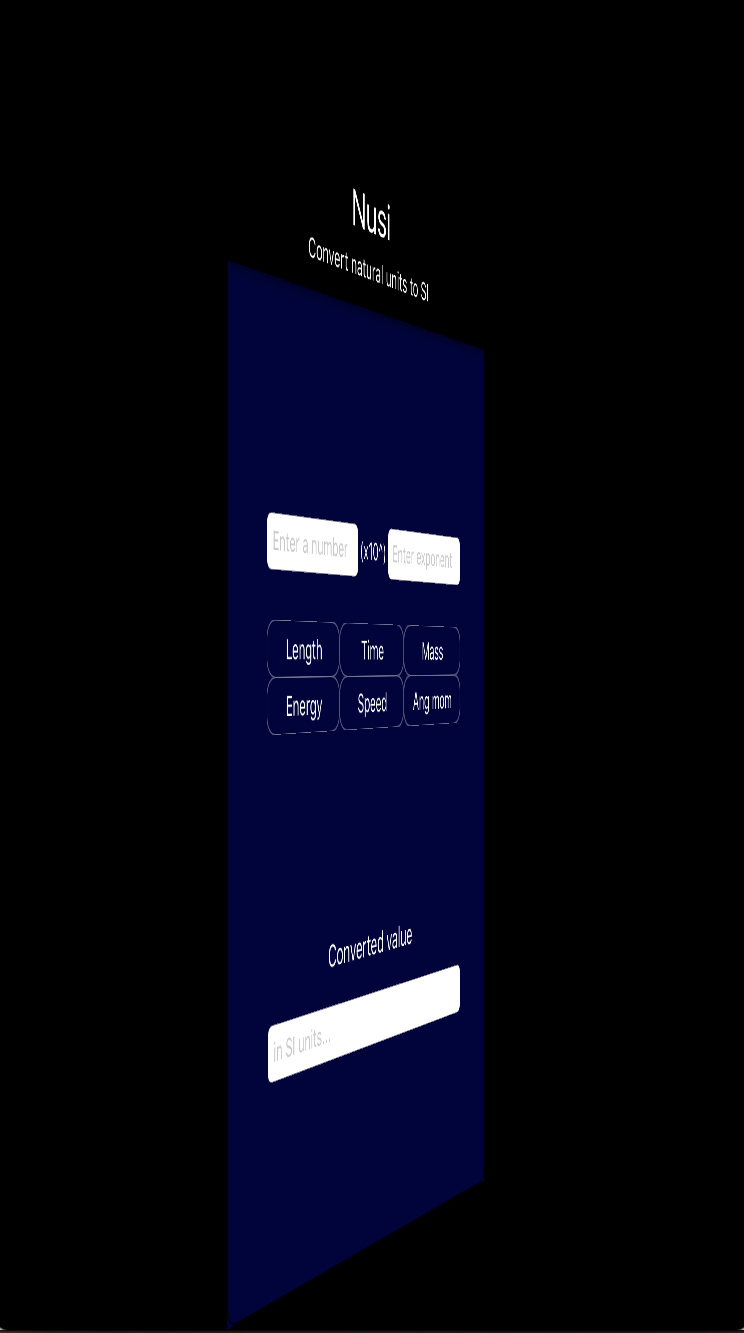 Nusi
Convert natural units to SI
Enter a number (x10^) Enter exponent
Length Time Mass
Energy Speed Ang mom
Converted value
in SI units...